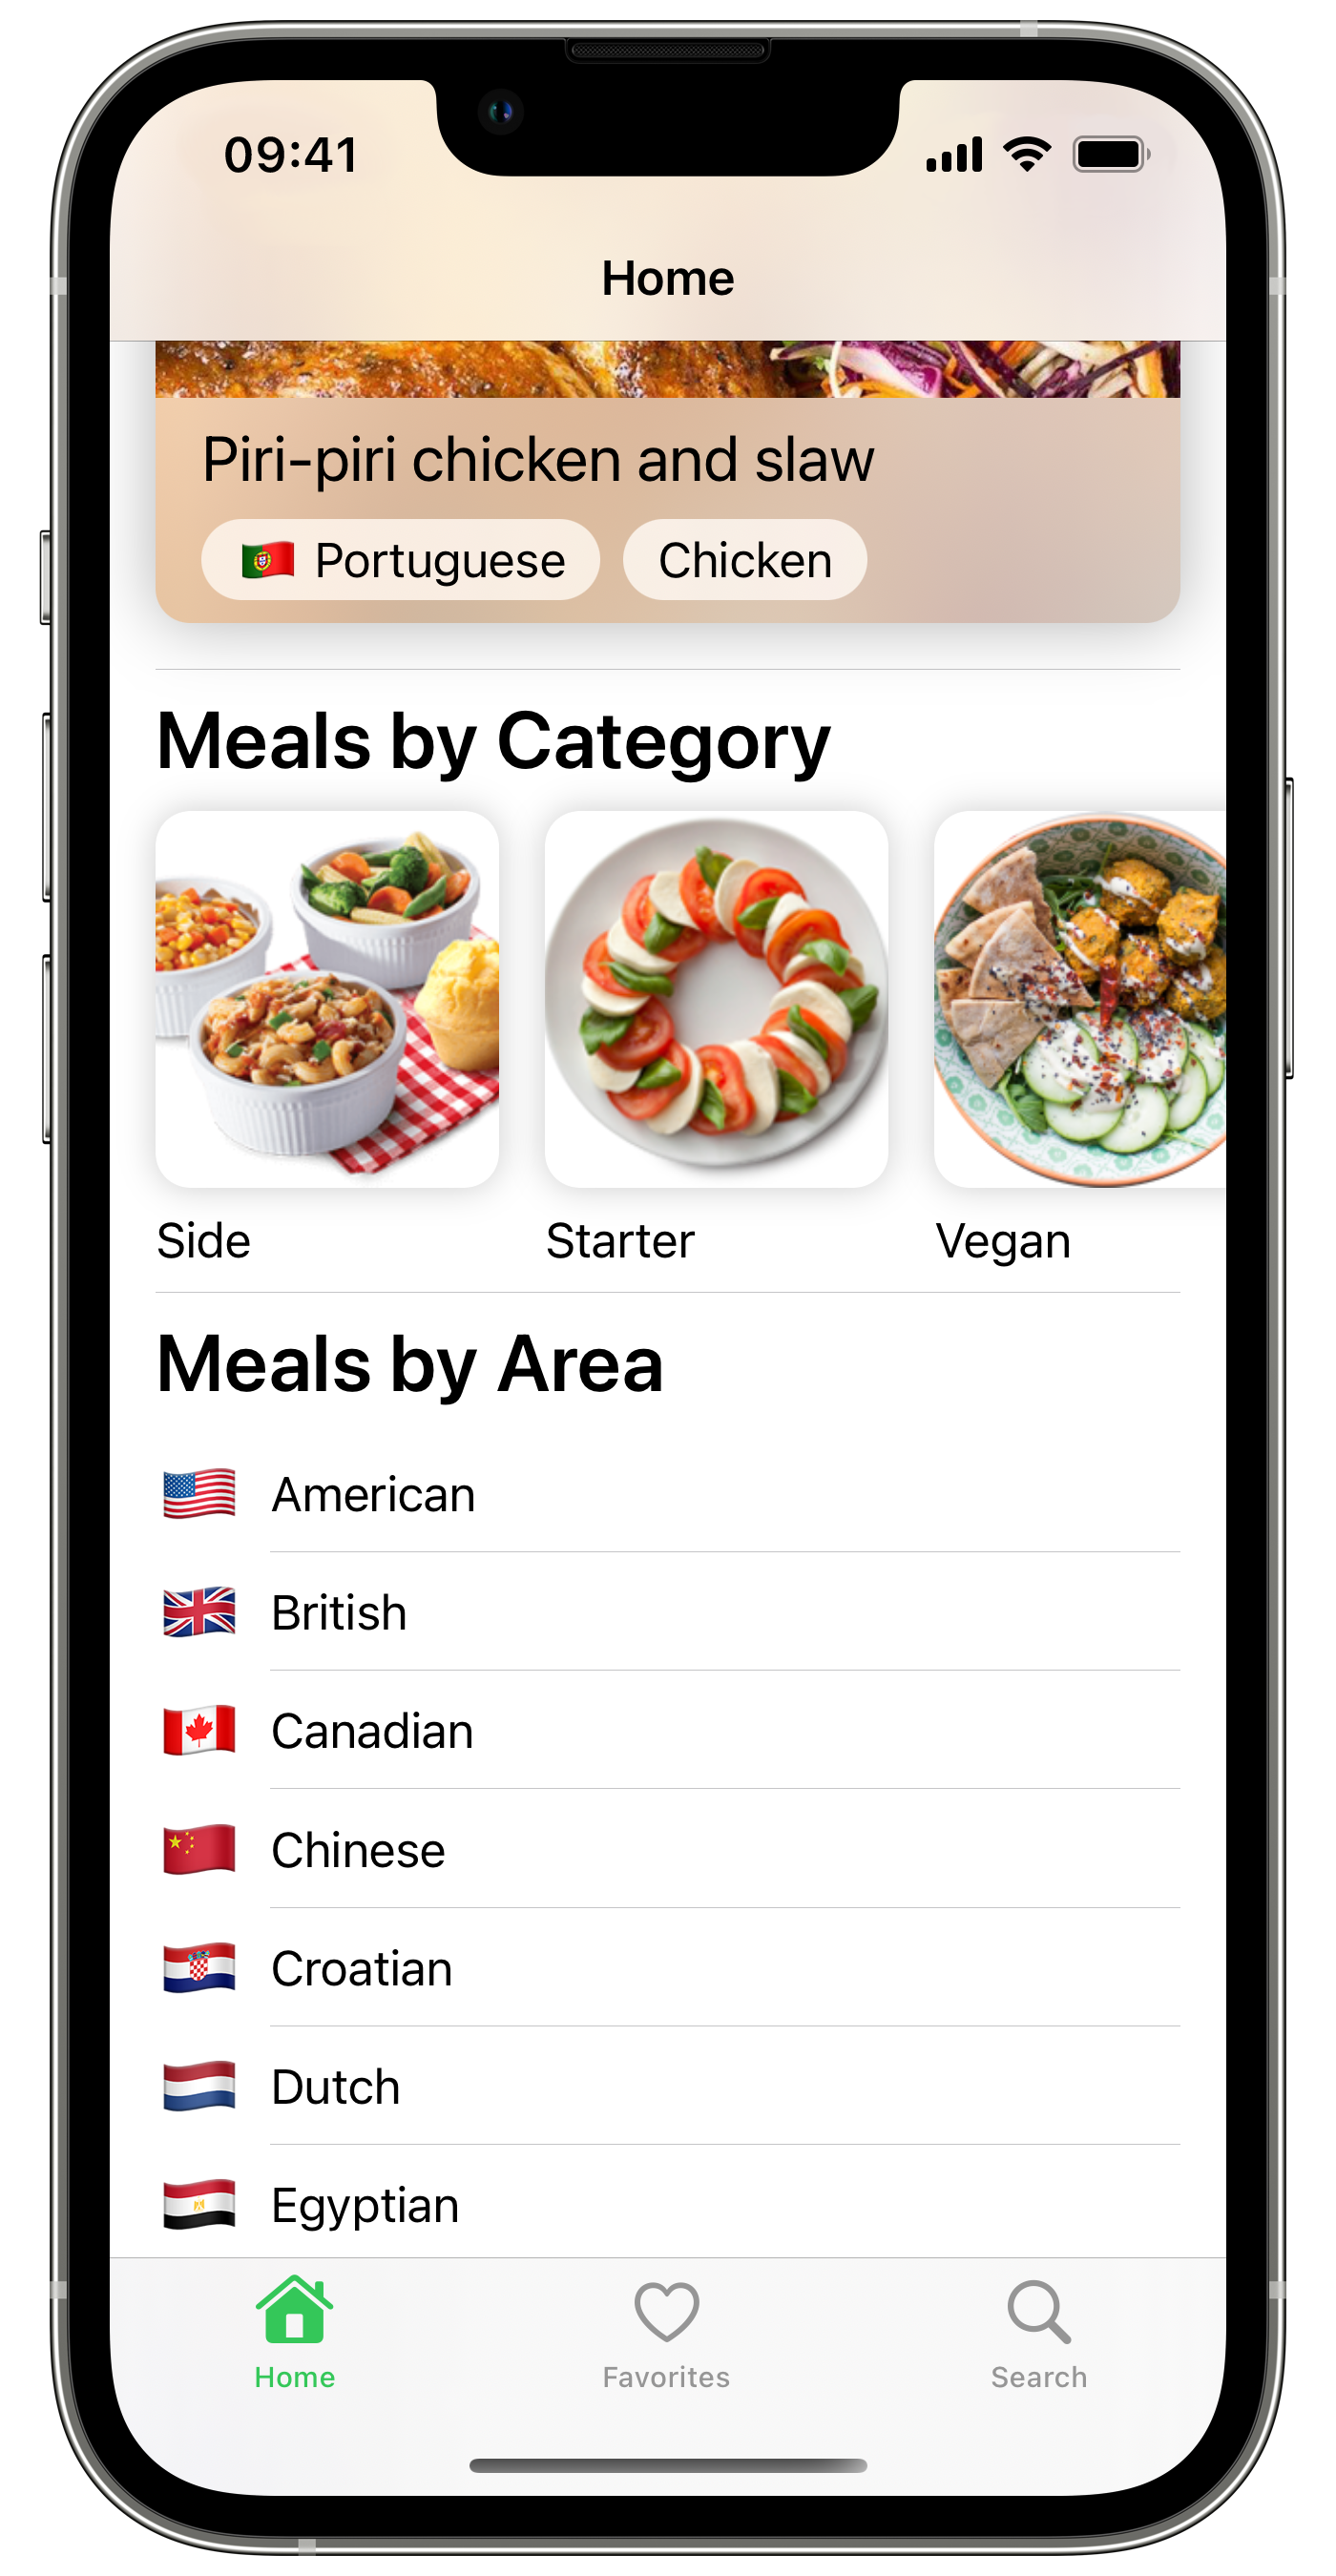 09:41
Home
Piri-piri chicken and slaw
🇵🇹 Portuguese
Chicken
Meals by Category
Side
Starter
Vegan
Meals by Area
🇺🇸 American
🇬🇧 British
🇨🇦 Canadian
🇨🇳 Chinese
🇭🇷 Croatian
🇳🇱 Dutch
🇪🇬 Egyptian
Home
Favorites
Search